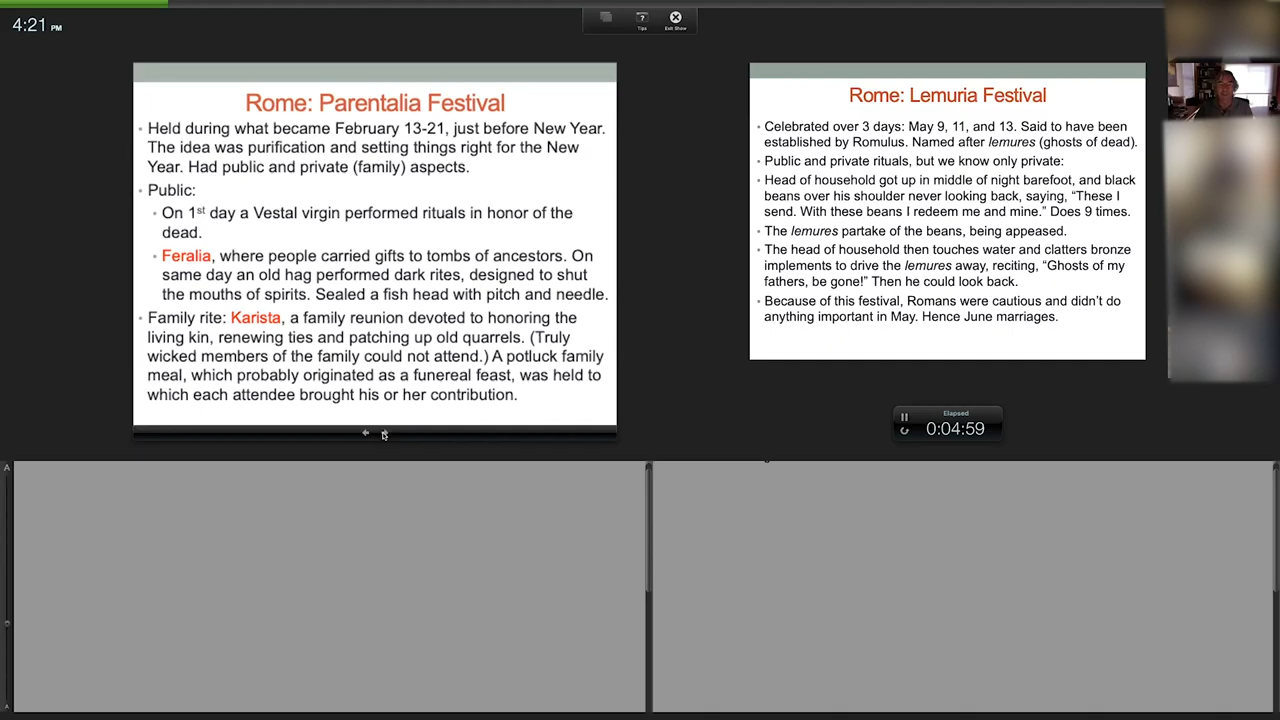 4:21 PM
Tips
Exit Show
Rome: Parentalia Festival
• Held during what became February 13-21, just before New Year.
The idea was purification and setting things right for the New
Year. Had public and private (family) aspects.
• Public:
• On 1st day a Vestal virgin performed rituals in honor of the
dead.
• Feralia, where people carried gifts to tombs of ancestors. On
same day an old hag performed dark rites, designed to shut
the mouths of spirits. Sealed a fish head with pitch and needle.
• Family rite: Karista, a family reunion devoted to honoring the
living kin, renewing ties and patching up old quarrels. (Truly
wicked members of the family could not attend.) A potluck family
meal, which probably originated as a funereal feast, was held to
which each attendee brought his or her contribution.
Rome: Lemuria Festival
• Celebrated over 3 days: May 9, 11, and 13. Said to have been
established by Romulus. Named after lemures (ghosts of dead).
• Public and private rituals, but we know only private:
• Head of household got up in middle of night barefoot, and black
beans over his shoulder never looking back, saying, “These I
send. With these beans I redeem me and mine.” Does 9 times.
• The lemures partake of the beans, being appeased.
• The head of household then touches water and clatters bronze
implements to drive the lemures away, reciting, “Ghosts of my
fathers, be gone!” Then he could look back.
• Because of this festival, Romans were cautious and didn’t do
anything important in May. Hence June marriages.
Elapsed
0:04:59
A
A